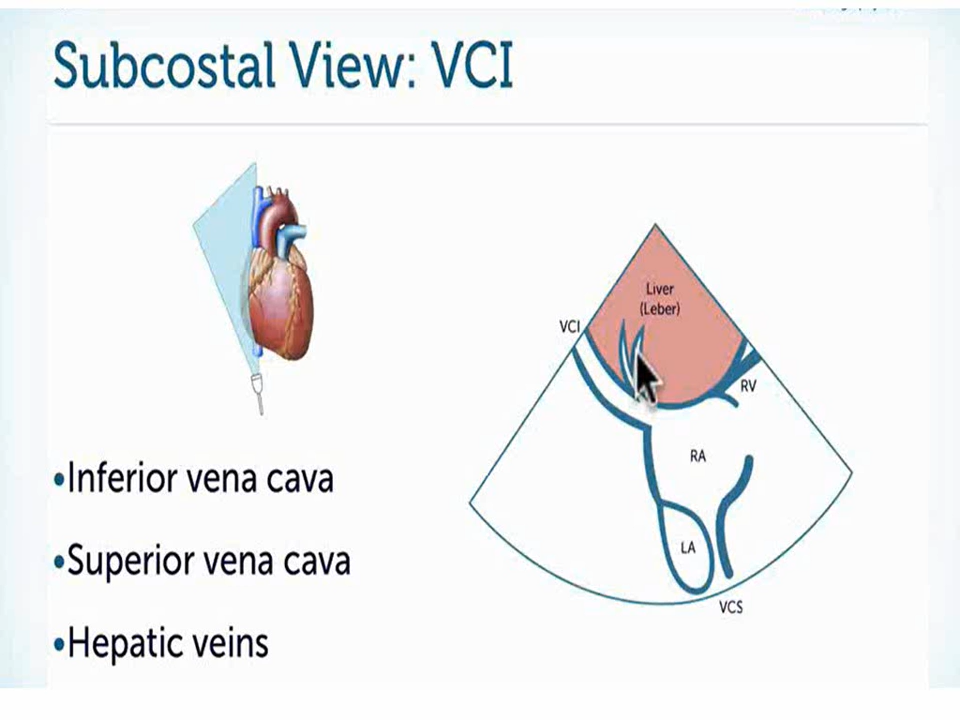 Subcostal View: VCI
Liver
(Leber)
VCI
RV
RA
LA
VCS
•Inferior vena cava
•Superior vena cava
•Hepatic veins